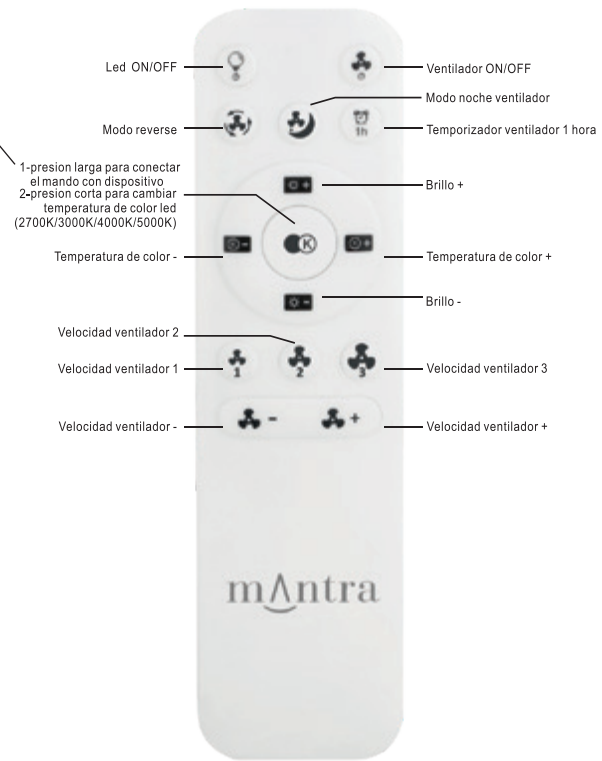 Led ON/OFF
Ventilador ON/OFF
Modo noche ventilador
Modo reverse
1h
Temporizador ventilador 1 hora
1-presion larga para conectar
el mando con dispositivo
2-presion corta para cambiar
temperatura de color led
(2700K/3000K/4000K/5000K)
+
Brillo +
K
-
+
Temperatura de color -
Temperatura de color +
-
Brillo -
Velocidad ventilador 2
1
2
3
Velocidad ventilador 1
Velocidad ventilador 3
- +
Velocidad ventilador -
Velocidad ventilador +
mantra